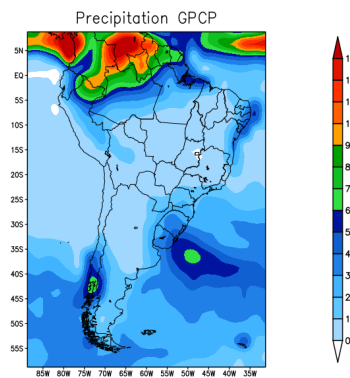 Precipitation GPCP
5N
EQ
5S
10S
15S
20S
25S
30S
35S
40S
45S
50S
55S
85W 80W 75W 70W 65W 60W 55W 50W 45W 40W 35W
1
1
1
1
9
8
7
6
5
4
3
2
1
0